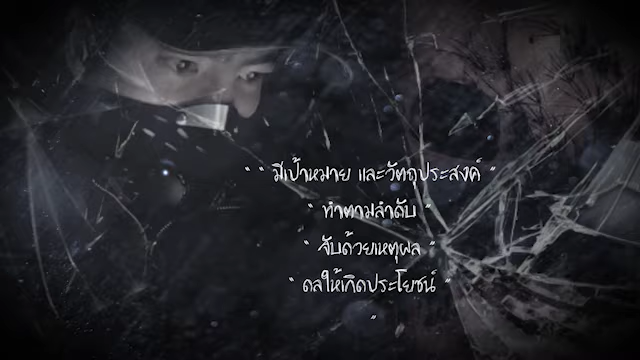 " " มีเป้าหมาย และวัตถุประสงค์ "
" ทำตามลำดับ "
" จับด้วยเหตุผล "
" ดลให้เกิดประโยชน์ "
"